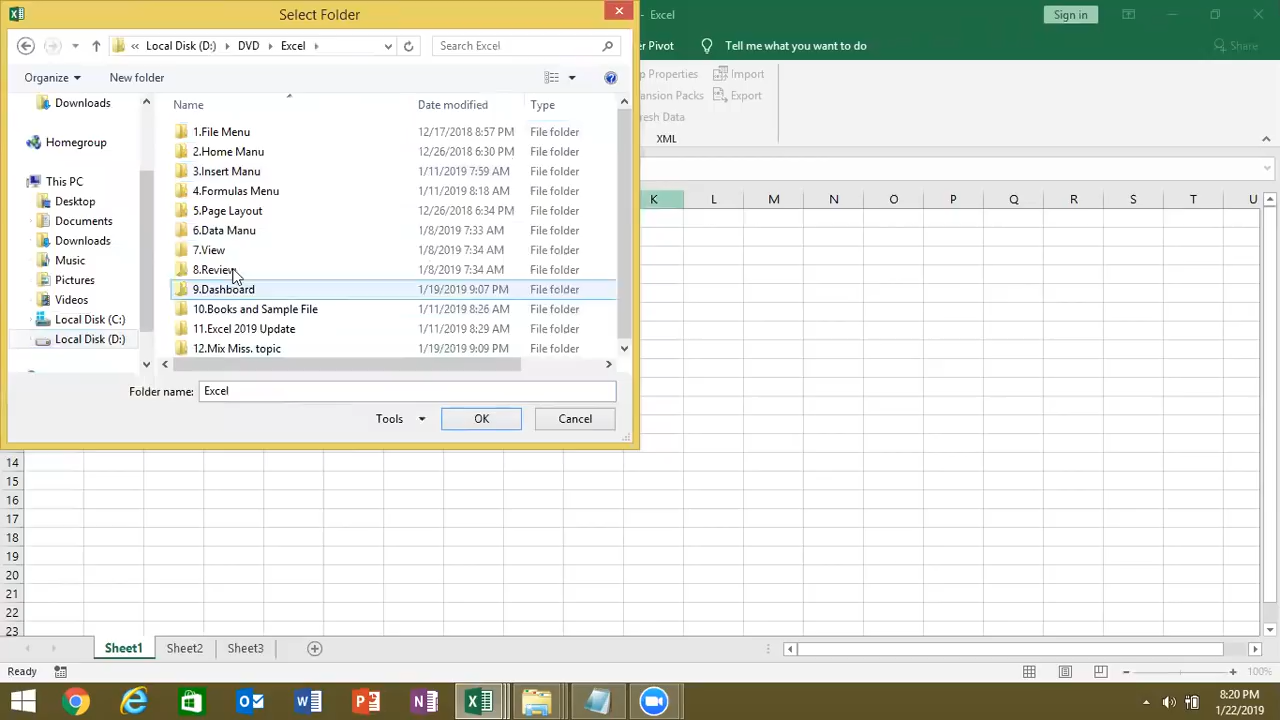 Select Folder
- Excel
Sign in
« Local Disk (D:) DVD Excel
Search Excel
er Pivot
Tell me what you want to do
Share
Organize
New folder
Properties
Import
ansion Packs
Export
esh Data
XML
Downloads
Homegroup
This PC
Desktop
Documents
Downloads
Music
Pictures
Videos
Local Disk (C:)
Local Disk (D:)
Name Date modified Type
1.File Menu 12/17/2018 8:57 PM File folder
2.Home Manu 12/26/2018 6:30 PM File folder
3.Insert Manu 1/11/2019 7:59 AM File folder
4.Formulas Menu 1/11/2019 8:18 AM File folder
5.Page Layout 12/26/2018 6:34 PM File folder
6.Data Manu 1/8/2019 7:33 AM File folder
7.View 1/8/2019 7:34 AM File folder
8.Review 1/8/2019 7:34 AM File folder
9.Dashboard 1/19/2019 9:07 PM File folder
10.Books and Sample File 1/11/2019 8:26 AM File folder
11.Excel 2019 Update 1/11/2019 8:29 AM File folder
12.Mix Miss. topic 1/19/2019 9:09 PM File folder
Folder name: Excel
Tools
OK
Cancel
K L M N O P Q R S T U
14
15
16
17
18
19
20
21
22
23
Sheet1 Sheet2 Sheet3
Ready
100%
8:20 PM
1/22/2019